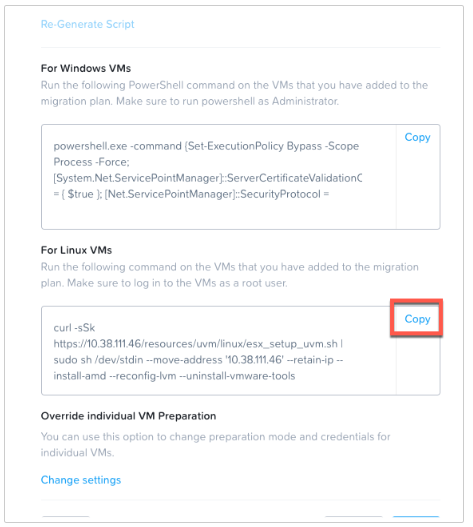 Re-Generate Script
For Windows VMs
Run the following PowerShell command on the VMs that you have added to the
migration plan. Make sure to run powershell as Administrator.
powershell.exe -command {Set-ExecutionPolicy Bypass -Scope
Process -Force;
[System.Net.ServicePointManager]::ServerCertificateValidationC
= { $true }; [Net.ServicePointManager]::SecurityProtocol =
Copy
For Linux VMs
Run the following command on the VMs that you have added to the migration
plan. Make sure to log in to the VMs as a root user.
curl -sSk
https://10.38.111.46/resources/uvm/linux/esx_setup_uvm.sh |
sudo sh /dev/stdin --move-address '10.38.111.46' --retain-ip --
install-amd --reconfig-lvm --uninstall-vmware-tools
Copy
Override individual VM Preparation
You can use this option to change preparation mode and credentials for
individual VMs.
Change settings